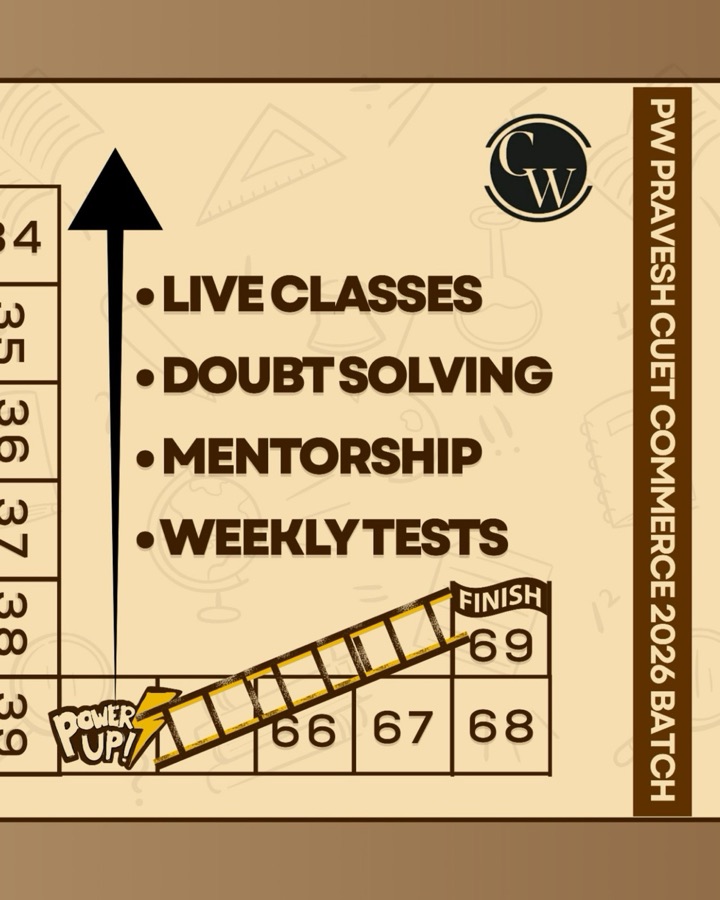 CW
PW PRAVESH CUET COMMERCE 2026 BATCH
• LIVE CLASSES
• DOUBT SOLVING
• MENTORSHIP
• WEEKLY TESTS
34
35
36
37
38
39
POWER
UP!
FINISH
69
66 67 68